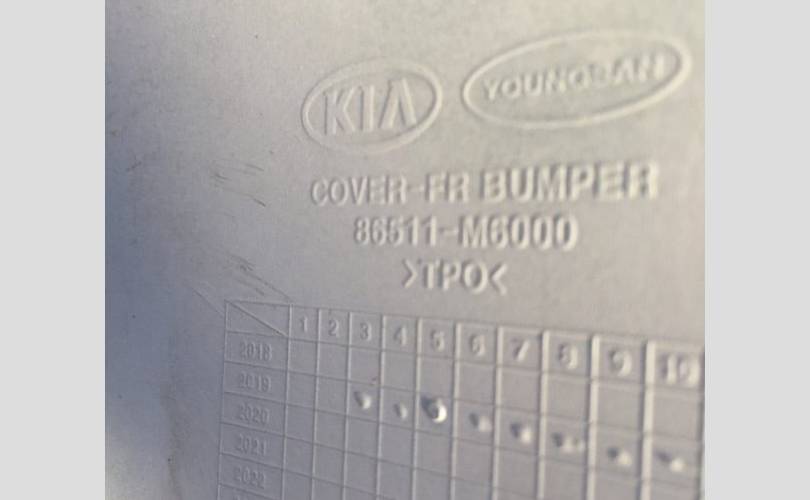 KIA YOUNGSAN
COVER-FR BUMPER
86511-M6000
>TPO<
1 2 3 4 5 6 7 8 9 10
2018
2019
2020
2021
2022